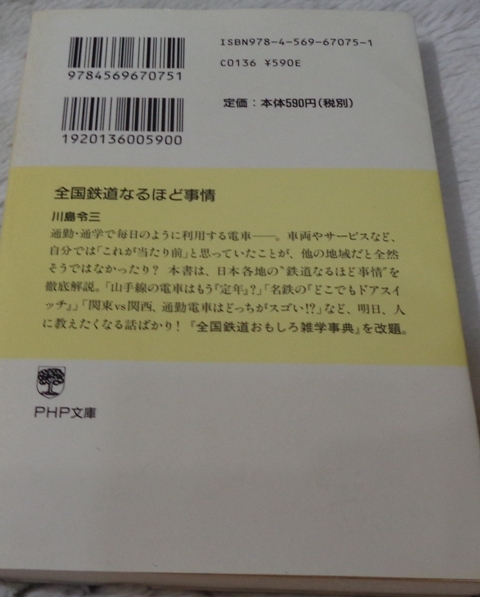 ISBN978-4-569-67075-1
9784569670751
C0136 ¥590E
定価：本体590円(税別)
1920136005900
全国鉄道なるほど事情
川島令三
通勤・通学で毎日のように利用する電車――。車両やサービスなど、
自分では「これが当たり前」と思っていたことが、他の地域だと全然
そうではなかったり? 本書は、日本各地の“鉄道なるほど事情”を
徹底解説。「山手線の電車はもう『定年』?」「名鉄の『どこでもドアスイ
ッチ』」「関東vs関西、通勤電車はどっちがスゴい!?」など、明日、人
に教えたくなる話ばかり! 『全国鉄道おもしろ雑学事典』を改題。
PHP文庫